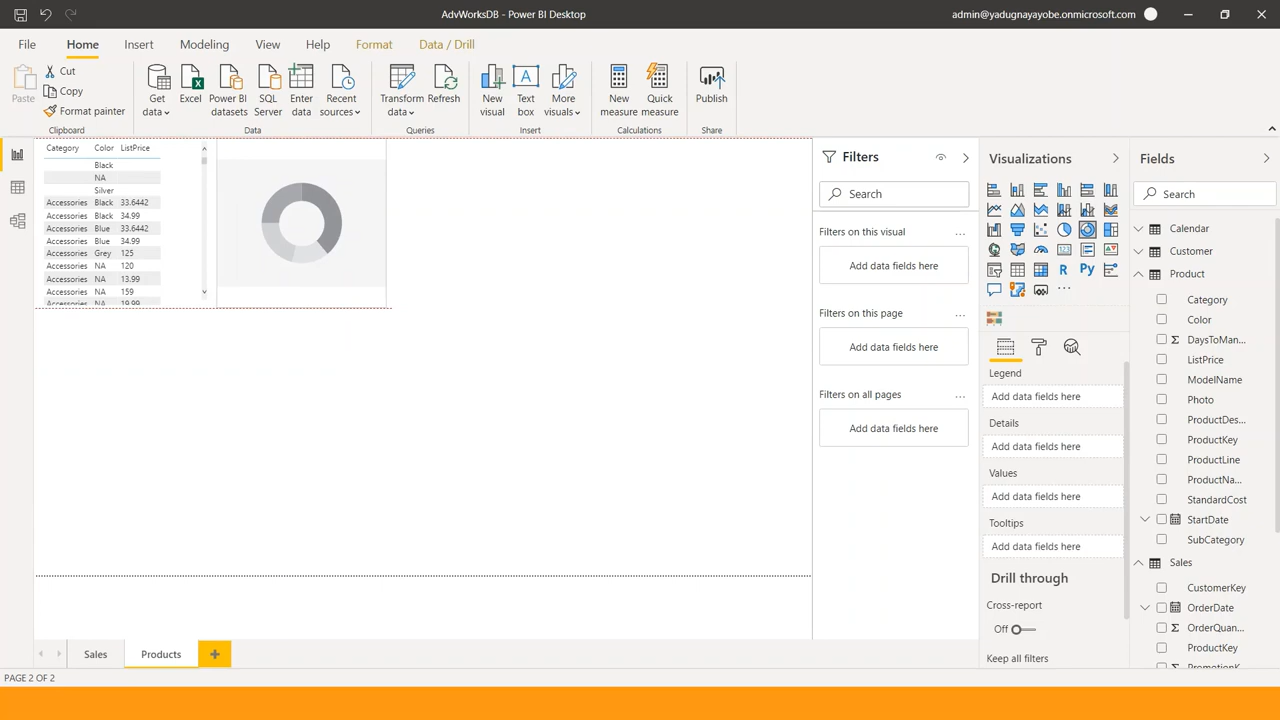 AdvWorksDB - Power BI Desktop
admin@yadugnayayobe.onmicrosoft.com
File Home Insert Modeling View Help Format Data / Drill
Paste
Cut
Copy
Format painter
Clipboard
Get data
Excel
Power BI datasets
SQL Server
Enter data
Recent sources
Data
Transform data
Refresh
Queries
New visual
Text box
More visuals
Insert
New measure
Quick measure
Calculations
Publish
Share
Category Color ListPrice
Black
NA
Silver
Accessories Black 33.6442
Accessories Black 34.99
Accessories Blue 33.6442
Accessories Blue 34.99
Accessories Grey 125
Accessories NA 120
Accessories NA 13.99
Accessories NA 159
Accessories NA 19.99
Filters
Search
Filters on this visual ...
Add data fields here
Filters on this page ...
Add data fields here
Filters on all pages ...
Add data fields here
Visualizations
R Py
...
Legend
Add data fields here
Details
Add data fields here
Values
Add data fields here
Tooltips
Add data fields here
Drill through
Cross-report
Off
Keep all filters
Fields
Search
Calendar
Customer
Product
Category
Color
Σ DaysToMan...
ListPrice
ModelName
Photo
ProductDes...
ProductKey
ProductLine
ProductNa...
StandardCost
StartDate
SubCategory
Sales
CustomerKey
OrderDate
Σ OrderQuan...
ProductKey
Σ PromotionK...
Sales Products +
PAGE 2 OF 2